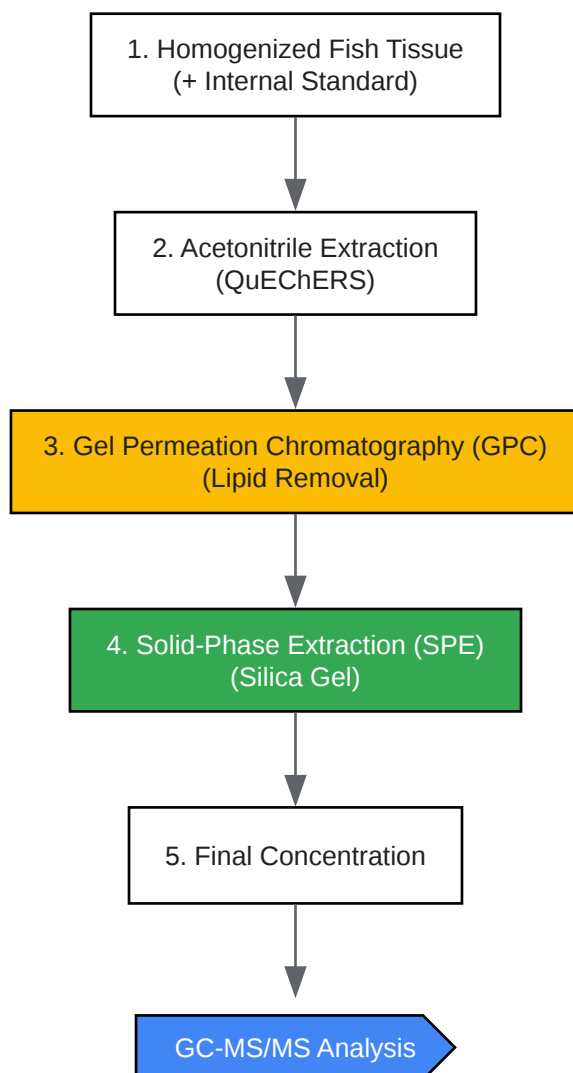 1. Homogenized Fish Tissue
(+ Internal Standard)
2. Acetonitrile Extraction
(QuEChERS)
3. Gel Permeation Chromatography (GPC)
(Lipid Removal)
4. Solid-Phase Extraction (SPE)
(Silica Gel)
5. Final Concentration
GC-MS/MS Analysis